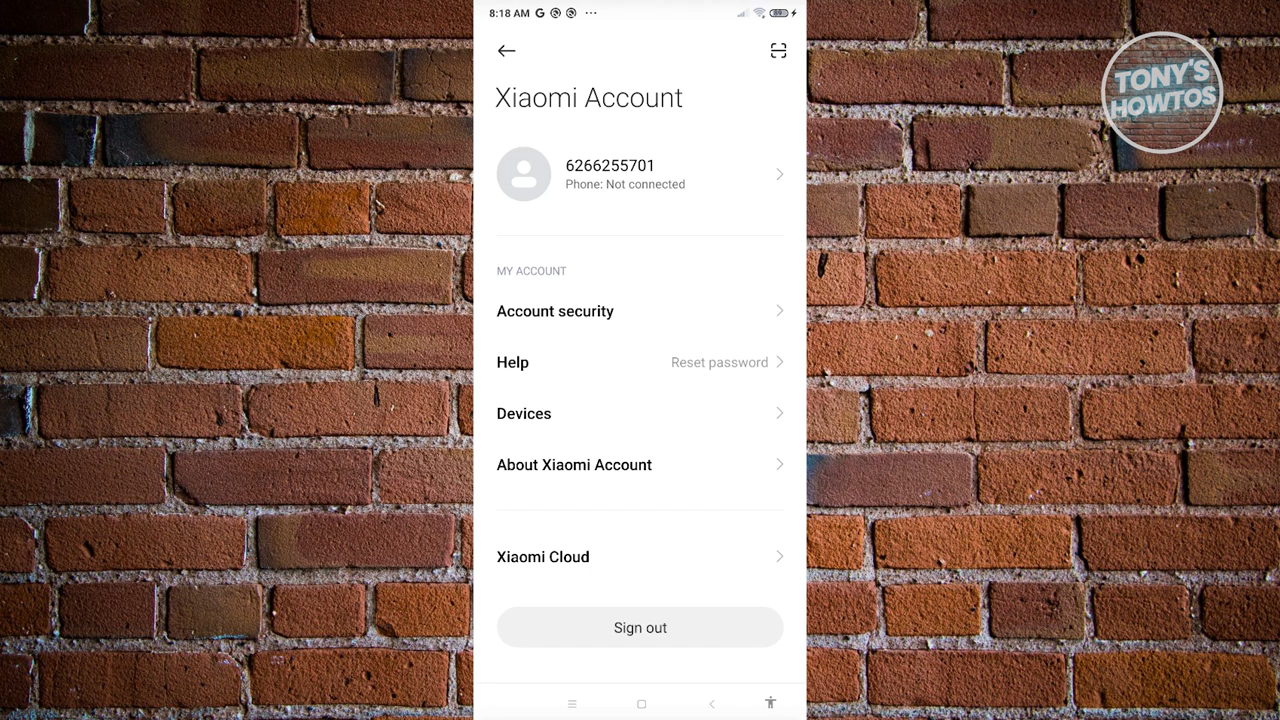 8:18 AM G ···
89
TONY'S
HOWTOS
Xiaomi Account
6266255701
Phone: Not connected
MY ACCOUNT
Account security
Help
Reset password
Devices
About Xiaomi Account
Xiaomi Cloud
Sign out